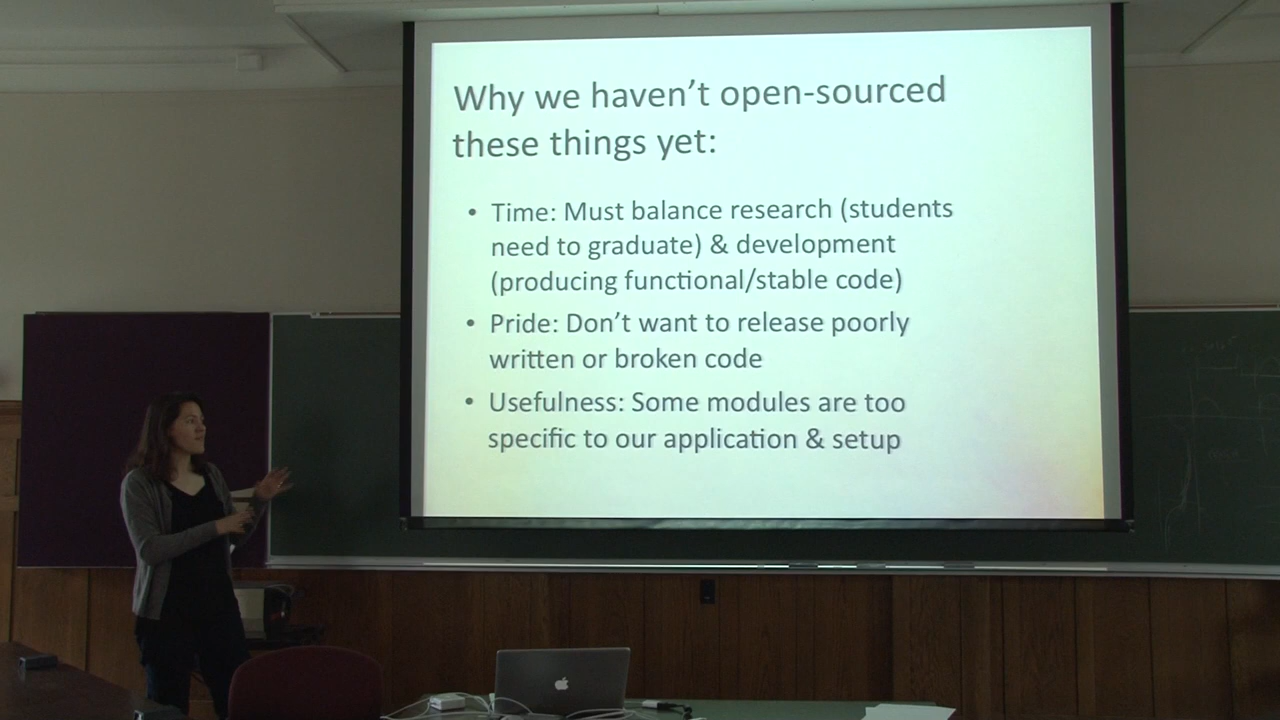 Why we haven't open-sourced
these things yet:
• Time: Must balance research (students
need to graduate) & development
(producing functional/stable code)
• Pride: Don't want to release poorly
written or broken code
• Usefulness: Some modules are too
specific to our application & setup